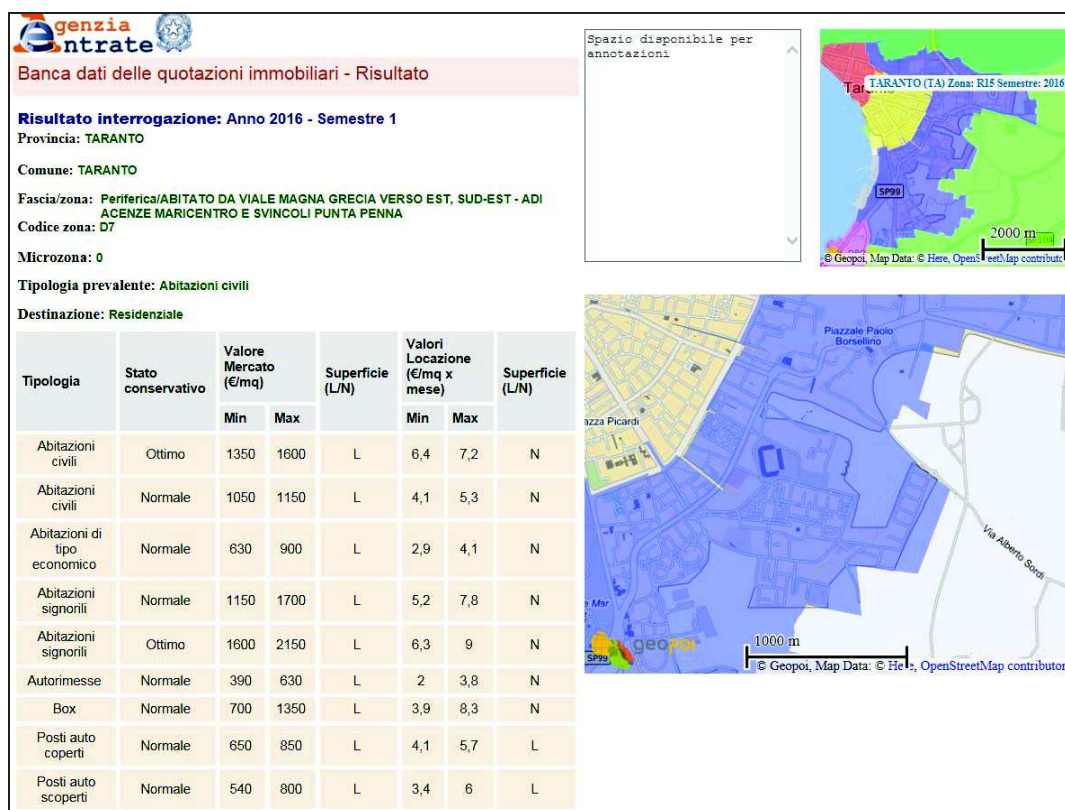 Agenzia
Entrate
Banca dati delle quotazioni immobiliari - Risultato
Risultato interrogazione: Anno 2016 - Semestre 1
Provincia: TARANTO
Comune: TARANTO
Fascia/zona: Periferica/ABITATO DA VIALE MAGNA GRECIA VERSO EST, SUD-EST - ADI
ACENZE MARICENTRO E SVINCOLI PUNTA PENNA
Codice zona: D7
Microzona: 0
Tipologia prevalente: Abitazioni civili
Destinazione: Residenziale
Tipologia Stato conservativo Valore Mercato (€/mq) Superficie (L/N) Valori Locazione (€/mq x mese) Superficie (L/N)
Min Max Min Max
Abitazioni civili Ottimo 1350 1600 L 6,4 7,2 N
Abitazioni civili Normale 1050 1150 L 4,1 5,3 N
Abitazioni di tipo economico Normale 630 900 L 2,9 4,1 N
Abitazioni signorili Normale 1150 1700 L 5,2 7,8 N
Abitazioni signorili Ottimo 1600 2150 L 6,3 9 N
Autorimesse Normale 390 630 L 2 3,8 N
Box Normale 700 1350 L 3,9 8,3 N
Posti auto coperti Normale 650 850 L 4,1 5,7 L
Posti auto scoperti Normale 540 800 L 3,4 6 L
Spazio disponibile per
annotazioni
TARANTO (TA) Zona: R15 Semestre: 2016
SP99
2000 m
© Geopoi, Map Data: © Here, OpenStreetMap contributo
Piazzale Paolo
Borsellino
azza Picardi
Via Alberto Sordi
e Mar
geopoi
SP99
1000 m
© Geopoi, Map Data: © Here, OpenStreetMap contributor